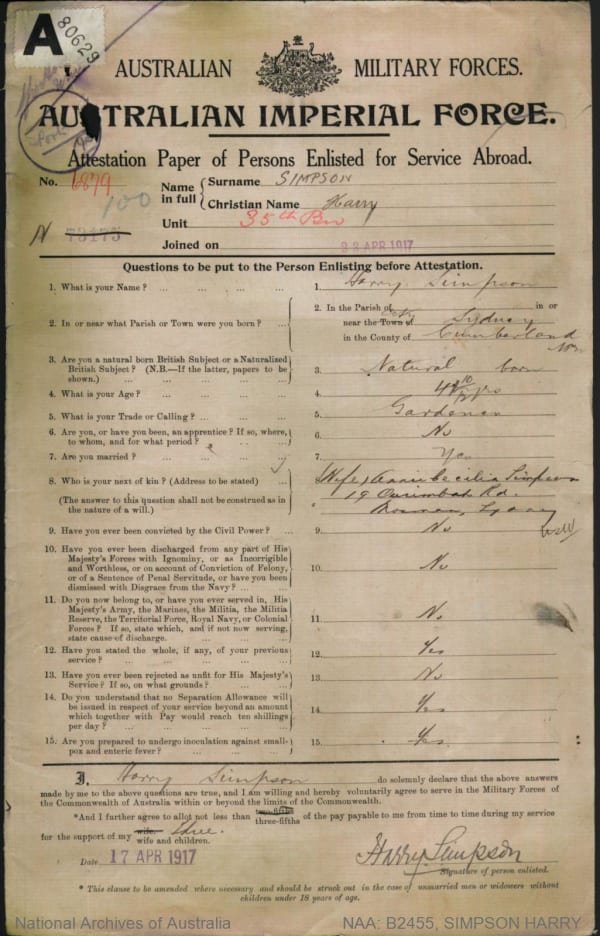 A
80629
AUSTRALIAN MILITARY FORCES.
AUSTRALIAN IMPERIAL FORCE.
Attestation Paper of Persons Enlisted for Service Abroad.
No. 6879
100
N 73175
Name in full { Surname SIMPSON
Christian Name Harry
Unit 35th Bn
Joined on APR 1917
Questions to be put to the Person Enlisting before Attestation.
1. What is your Name? ... ... ... ... 1. Harry Simpson
2. In or near what Parish or Town were you born? ... 2. In the Parish of City in or
near the Town of Sydney
in the County of Cumberland
3. Are you a natural born British Subject or a Naturalized
British Subject? (N.B.—If the latter, papers to be
shown.) ... ... ... ... 3. Natural born
4. What is your Age? ... ... ... 4.
5. What is your Trade or Calling? ... ... ... 5. Gardener
6. Are you, or have you been, an apprentice? If so, where,
to whom, and for what period? ... ... 6. No
7. Are you married? ... ... ... ... 7. Yes
8. Who is your next of kin? (Address to be stated) ... 8. (Wife) Annie Cecilia Simpson
19 Ourimbah Rd.
(The answer to this question shall not be construed as in
the nature of a will.) Mosman, Sydney
NSW
9. Have you ever been convicted by the Civil Power? ... 9. No
10. Have you ever been discharged from any part of His
Majesty's Forces with Ignominy, or as Incorrigible
and Worthless, or on account of Conviction of Felony,
or of a Sentence of Penal Servitude, or have you been
dismissed with Disgrace from the Navy? ... ... 10. No
11. Do you now belong to, or have you ever served in, His
Majesty's Army, the Marines, the Militia, the Militia
Reserve, the Territorial Force, Royal Navy, or Colonial
Forces? If so, state which, and if not now serving,
state cause of discharge. ... ... ... 11. No
12. Have you stated the whole, if any, of your previous
service? ... ... ... ... 12. Yes
13. Have you ever been rejected as unfit for His Majesty's
Service? If so, on what grounds? ... ... 13. No
14. Do you understand that no Separation Allowance will
be issued in respect of your service beyond an amount
which together with Pay would reach ten shillings
per day? ... ... ... ... 14. Yes
15. Are you prepared to undergo inoculation against small-
pox and enteric fever? ... ... ... 15. Yes
I, Harry Simpson do solemnly declare that the above answers
made by me to the above questions are true, and I am willing and hereby voluntarily agree to serve in the Military Forces of
the Commonwealth of Australia within or beyond the limits of the Commonwealth.
*And I further agree to allot not less than two-fifths
three-fifths of the pay payable to me from time to time during my service
for the support of my wife.
wife and children. three.
Date 17 APR 1917
Harry Simpson
Signature of person enlisted.
* This clause to be amended where necessary and should be struck out in the case of unmarried men or widowers without
children under 18 years of age.
National Archives of Australia
NAA: B2455, SIMPSON HARRY